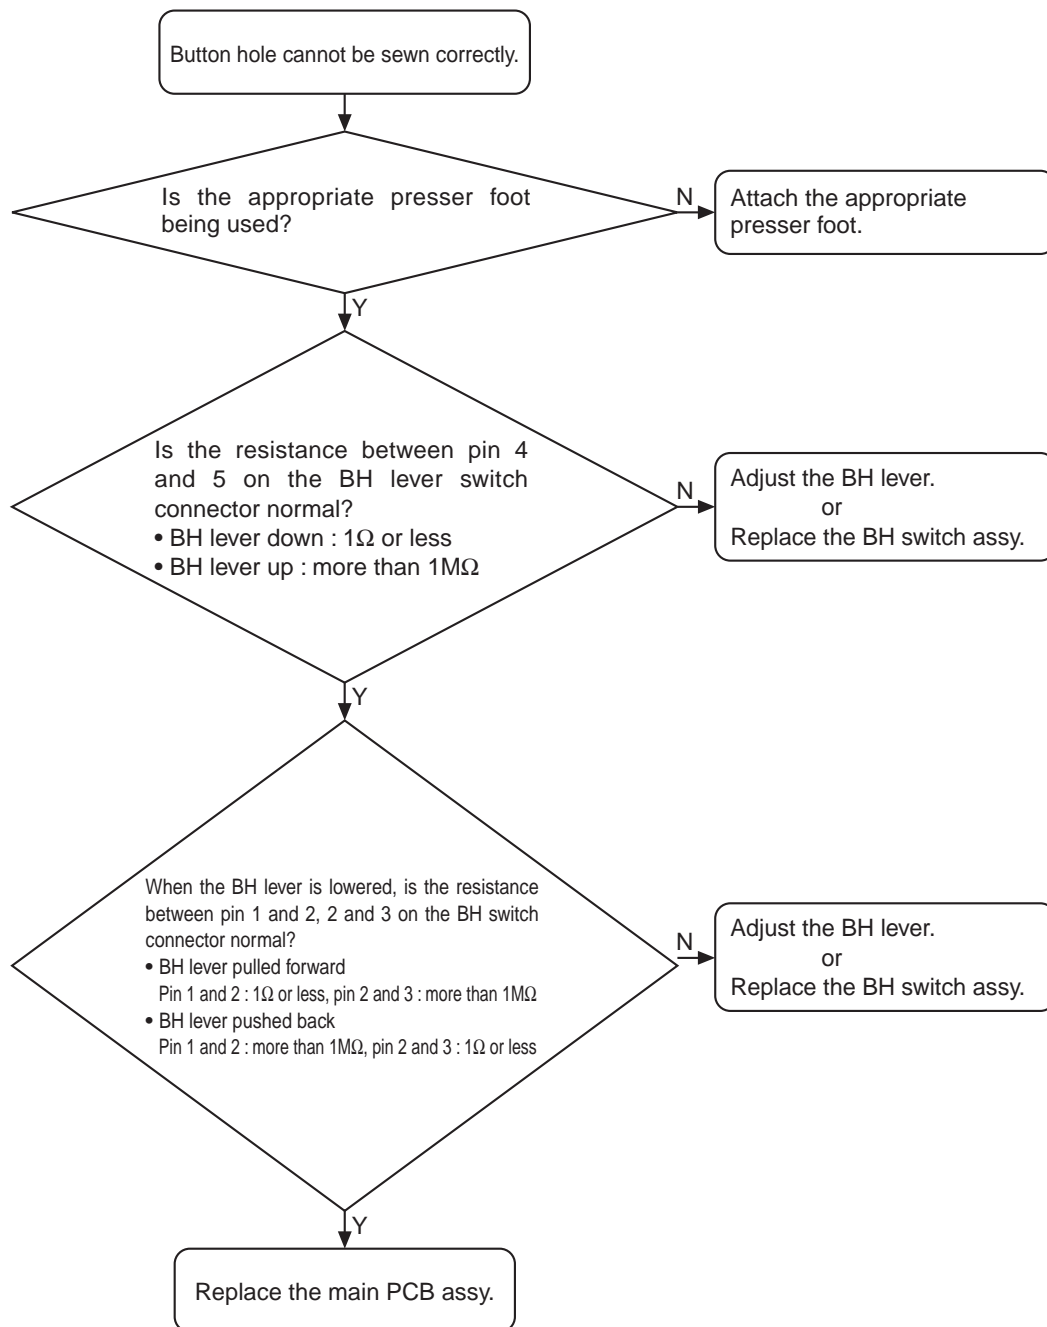 Button hole cannot be sewn correctly.
Is the appropriate presser foot
being used?
N
Attach the appropriate
presser foot.
Y
Is the resistance between pin 4
and 5 on the BH lever switch
connector normal?
• BH lever down : 1Ω or less
• BH lever up : more than 1MΩ
N
Adjust the BH lever.
or
Replace the BH switch assy.
Y
When the BH lever is lowered, is the resistance
between pin 1 and 2, 2 and 3 on the BH switch
connector normal?
• BH lever pulled forward
Pin 1 and 2 : 1Ω or less, pin 2 and 3 : more than 1MΩ
• BH lever pushed back
Pin 1 and 2 : more than 1MΩ, pin 2 and 3 : 1Ω or less
N
Adjust the BH lever.
or
Replace the BH switch assy.
Y
Replace the main PCB assy.